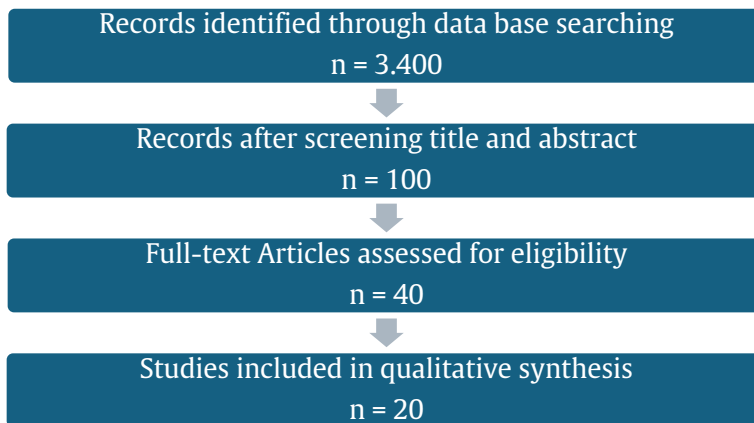 Records identified through data base searching
n = 3.400
Records after screening title and abstract
n = 100
Full-text Articles assessed for eligibility
n = 40
Studies included in qualitative synthesis
n = 20